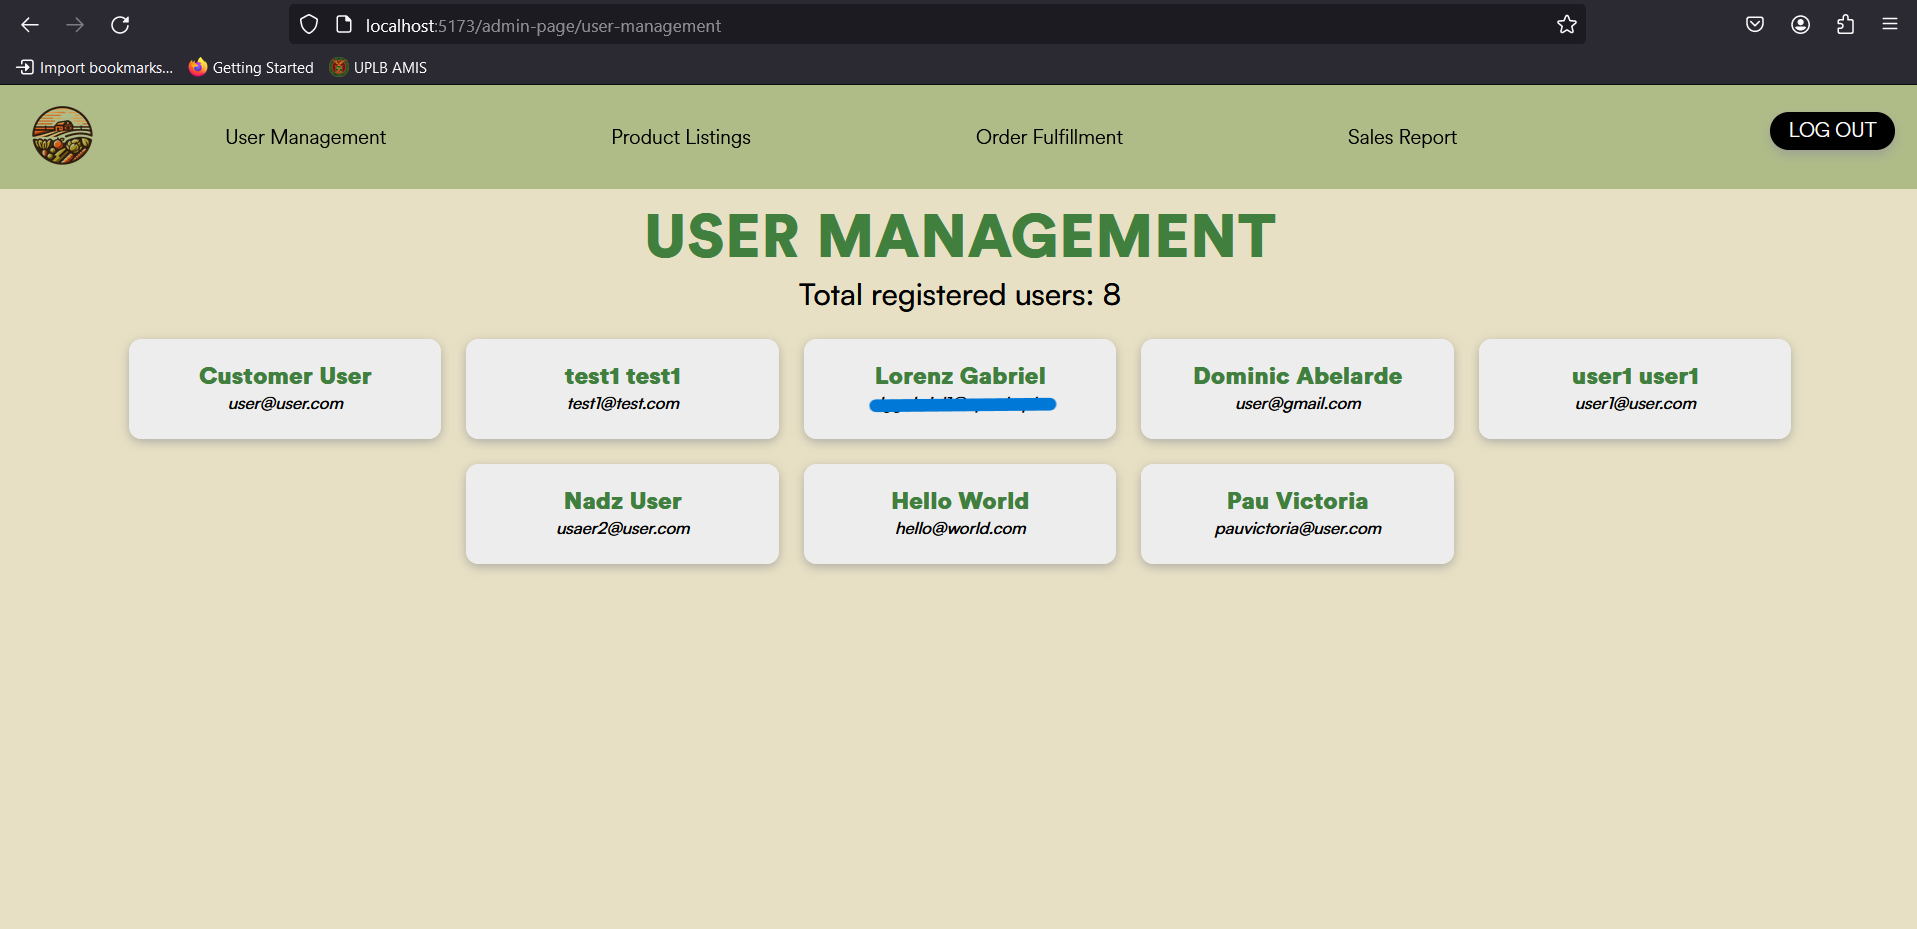 localhost:5173/admin-page/user-management
Import bookmarks... Getting Started UPLB AMIS
User Management Product Listings Order Fulfillment Sales Report LOG OUT
USER MANAGEMENT
Total registered users: 8
Customer User
user@user.com
test1 test1
test1@test.com
Lorenz Gabriel
Dominic Abelarde
user@gmail.com
user1 user1
user1@user.com
Nadz User
usaer2@user.com
Hello World
hello@world.com
Pau Victoria
pauvictoria@user.com